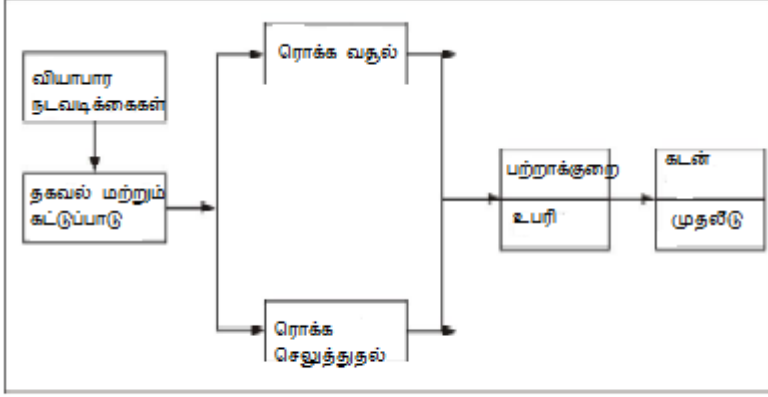 வியாபார
நடவடிக்கைகள்
தகவல் மற்றும்
கட்டுப்பாடு
ரொக்க வசூல்
ரொக்க
செலுத்துதல்
பற்றாக்குறை
உபரி
கடன்
முதலீடு